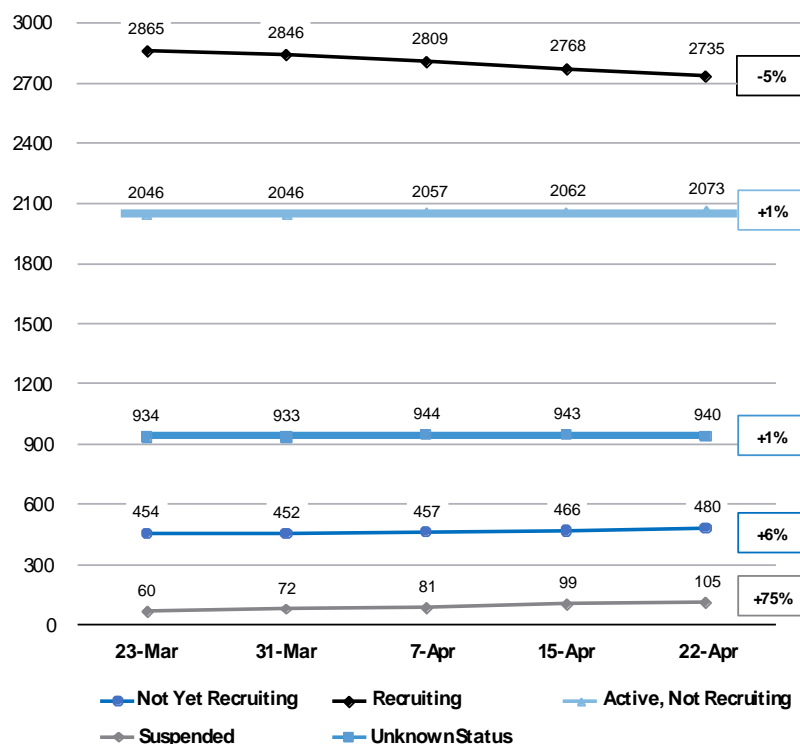 3000
2865 2846 2809 2768 2735
-5%
2700
2400
2046 2046 2057 2062 2073
2100
+1%
1800
1500
1200
934 933 944 943 940
+1%
900
454 452 457 466 480
600
+6%
300
60 72 81 99 105
+75%
0
23-Mar 31-Mar 7-Apr 15-Apr 22-Apr
Not Yet Recruiting Recruiting Active, Not Recruiting
Suspended UnknownStatus